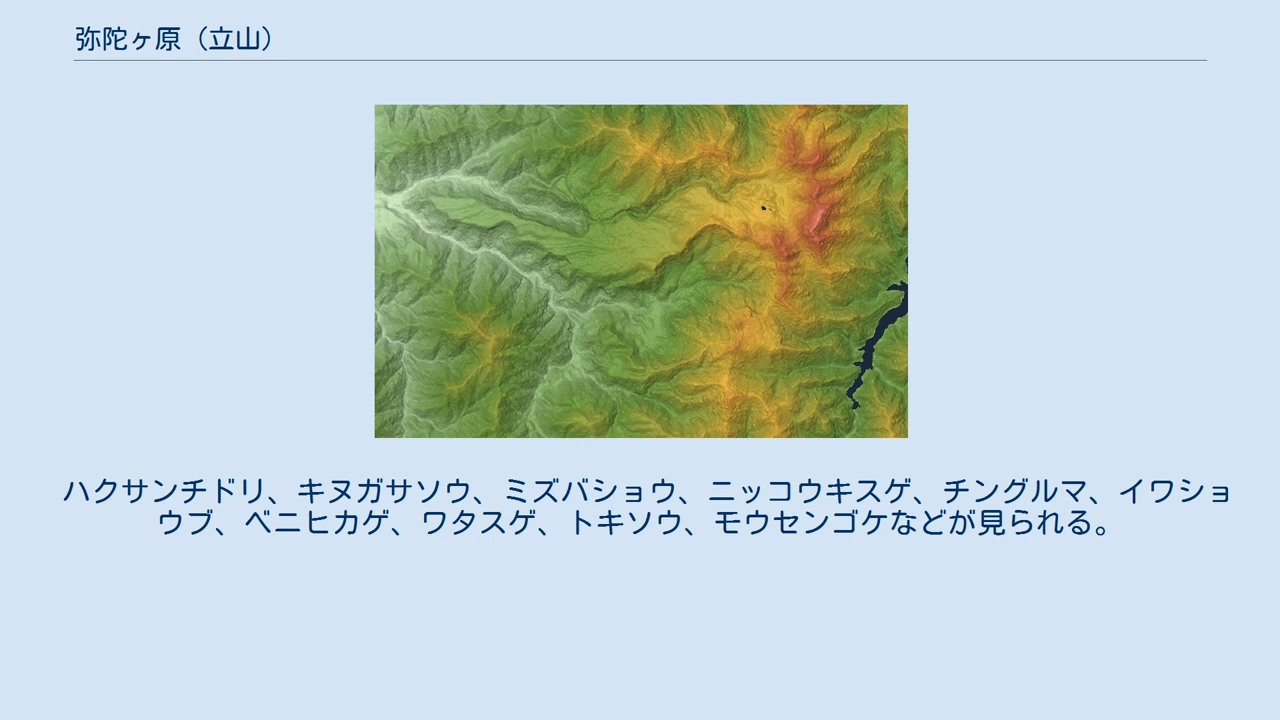 弥陀ヶ原（立山）
ハクサンチドリ、キヌガサソウ、ミズバショウ、ニッコウキスゲ、チングルマ、イワショ
ウブ、ベニヒカゲ、ワタスゲ、トキソウ、モウセンゴケなどが見られる。